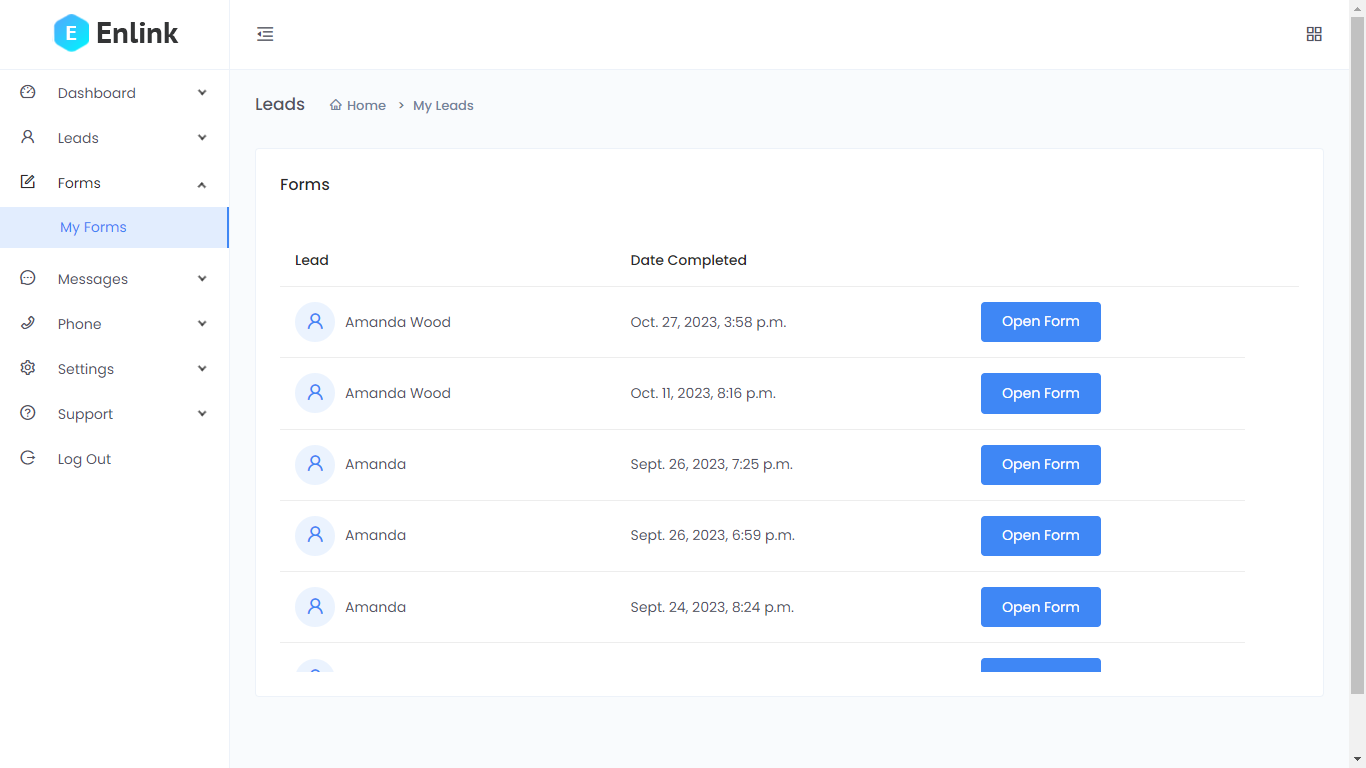 E Enlink
Dashboard
Leads
Forms
My Forms
Messages
Phone
Settings
Support
Log Out
Leads Home > My Leads
Forms
Lead Date Completed
Amanda Wood Oct. 27, 2023, 3:58 p.m. Open Form
Amanda Wood Oct. 11, 2023, 8:16 p.m. Open Form
Amanda Sept. 26, 2023, 7:25 p.m. Open Form
Amanda Sept. 26, 2023, 6:59 p.m. Open Form
Amanda Sept. 24, 2023, 8:24 p.m. Open Form